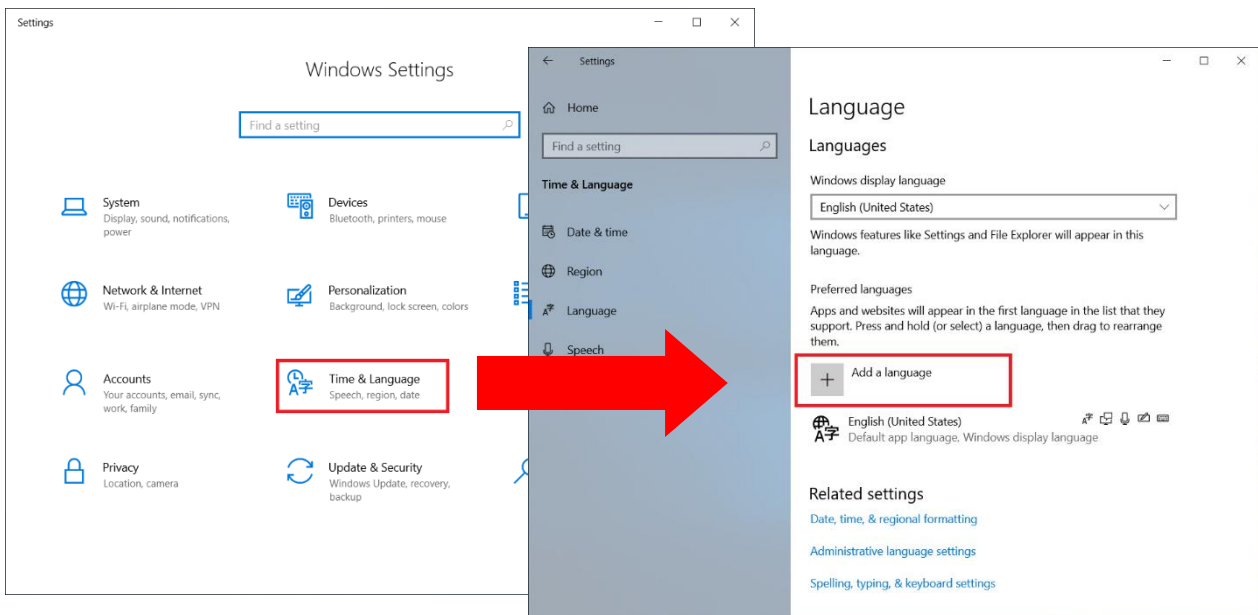 Settings
Windows Settings
Find a setting
System
Display, sound, notifications,
power
Devices
Bluetooth, printers, mouse
Network & Internet
Wi-Fi, airplane mode, VPN
Personalization
Background, lock screen, colors
Accounts
Your accounts, email, sync,
work, family
Time & Language
Speech, region, date
Privacy
Location, camera
Update & Security
Windows Update, recovery,
backup
Settings
Home
Find a setting
Time & Language
Date & time
Region
Language
Speech
Language
Languages
Windows display language
English (United States)
Windows features like Settings and File Explorer will appear in this
language.
Preferred languages
Apps and websites will appear in the first language in the list that they
support. Press and hold (or select) a language, then drag to rearrange
them.
Add a language
English (United States)
Default app language, Windows display language
Related settings
Date, time, & regional formatting
Administrative language settings
Spelling, typing, & keyboard settings